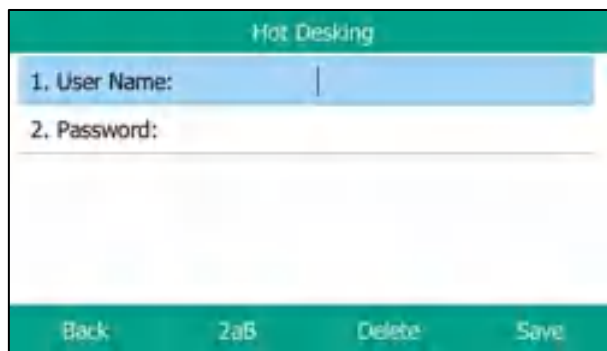 Hot Desking
1. User Name:
2. Password:
Back 2aB Delete Save